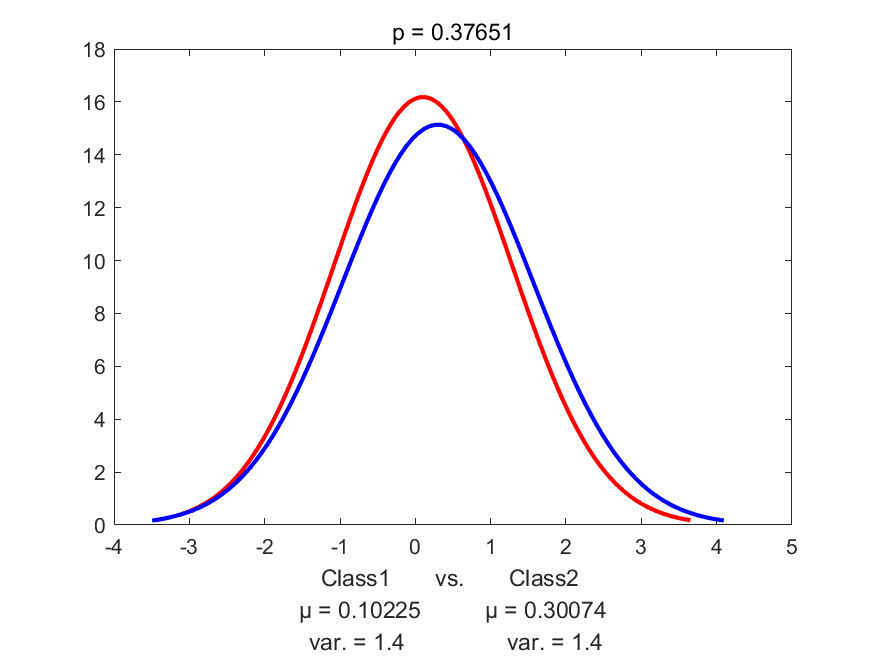 p = 0.37651
18
16
14
12
10
8
6
4
2
0
-4 -3 -2 -1 0 1 2 3 4 5
Class1 vs. Class2
μ = 0.10225 μ = 0.30074
var. = 1.4 var. = 1.4